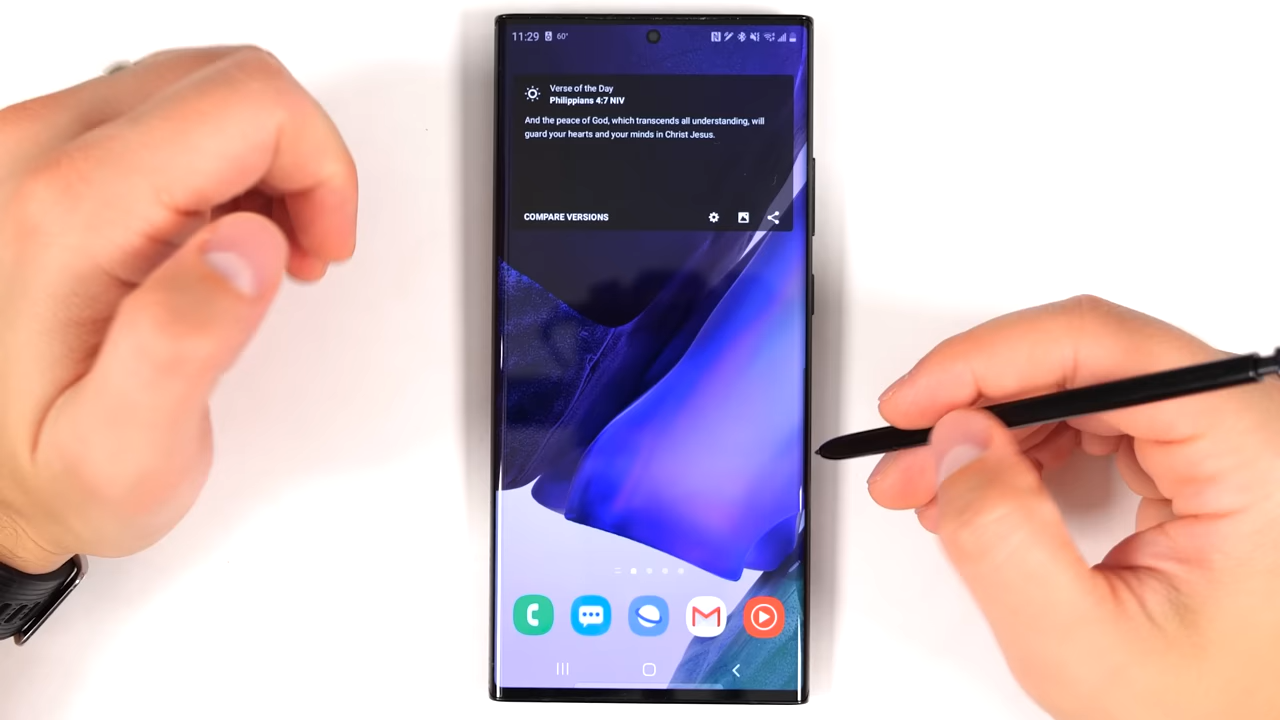 11:29 60°
Verse of the Day
Philippians 4:7 NIV
And the peace of God, which transcends all understanding, will
guard your hearts and your minds in Christ Jesus.
COMPARE VERSIONS